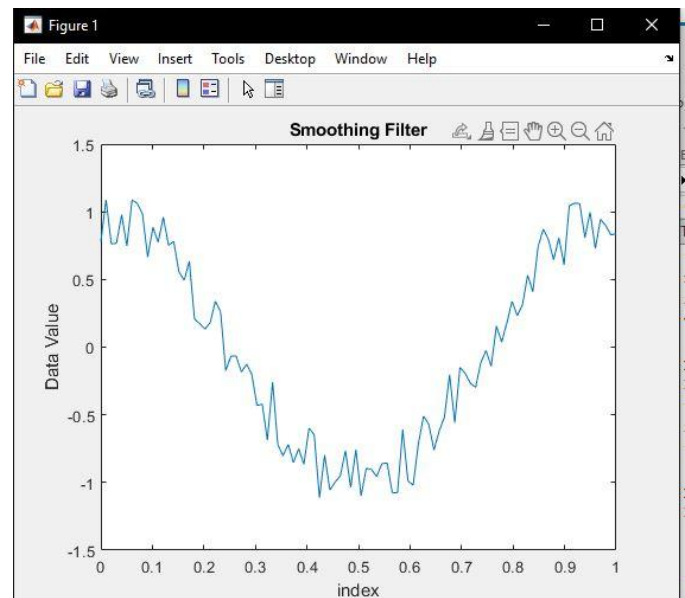 Figure 1
File Edit View Insert Tools Desktop Window Help
Smoothing Filter
1.5
1
0.5
0
-0.5
-1
-1.5
Data Value
0 0.1 0.2 0.3 0.4 0.5 0.6 0.7 0.8 0.9 1
index